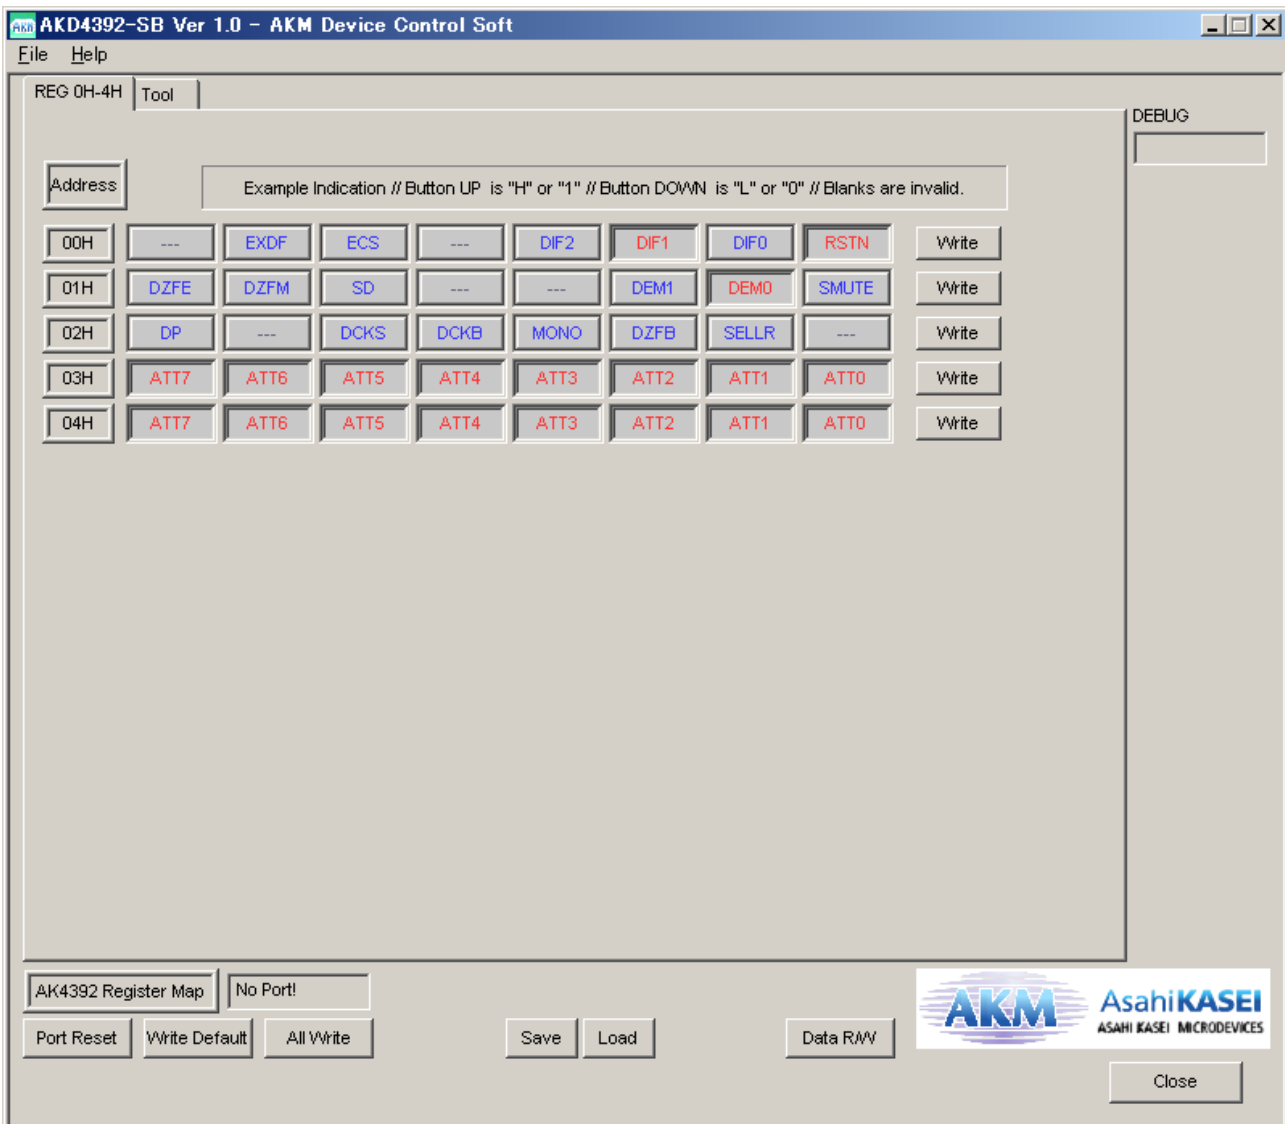 AKM AKD4392-SB Ver 1.0 - AKM Device Control Soft
File Help
REG 0H-4H Tool
DEBUG
Address Example Indication // Button UP is "H" or "1" // Button DOWN is "L" or "0" // Blanks are invalid.
00H --- EXDF ECS --- DIF2 DIF1 DIF0 RSTN Write
01H DZFE DZFM SD --- --- DEM1 DEM0 SMUTE Write
02H DP --- DCKS DCKB MONO DZFB SELLR --- Write
03H ATT7 ATT6 ATT5 ATT4 ATT3 ATT2 ATT1 ATT0 Write
04H ATT7 ATT6 ATT5 ATT4 ATT3 ATT2 ATT1 ATT0 Write
AK4392 Register Map No Port!
AKM AsahiKASEI
ASAHI KASEI MICRODEVICES
Port Reset Write Default All Write Save Load Data R/W
Close